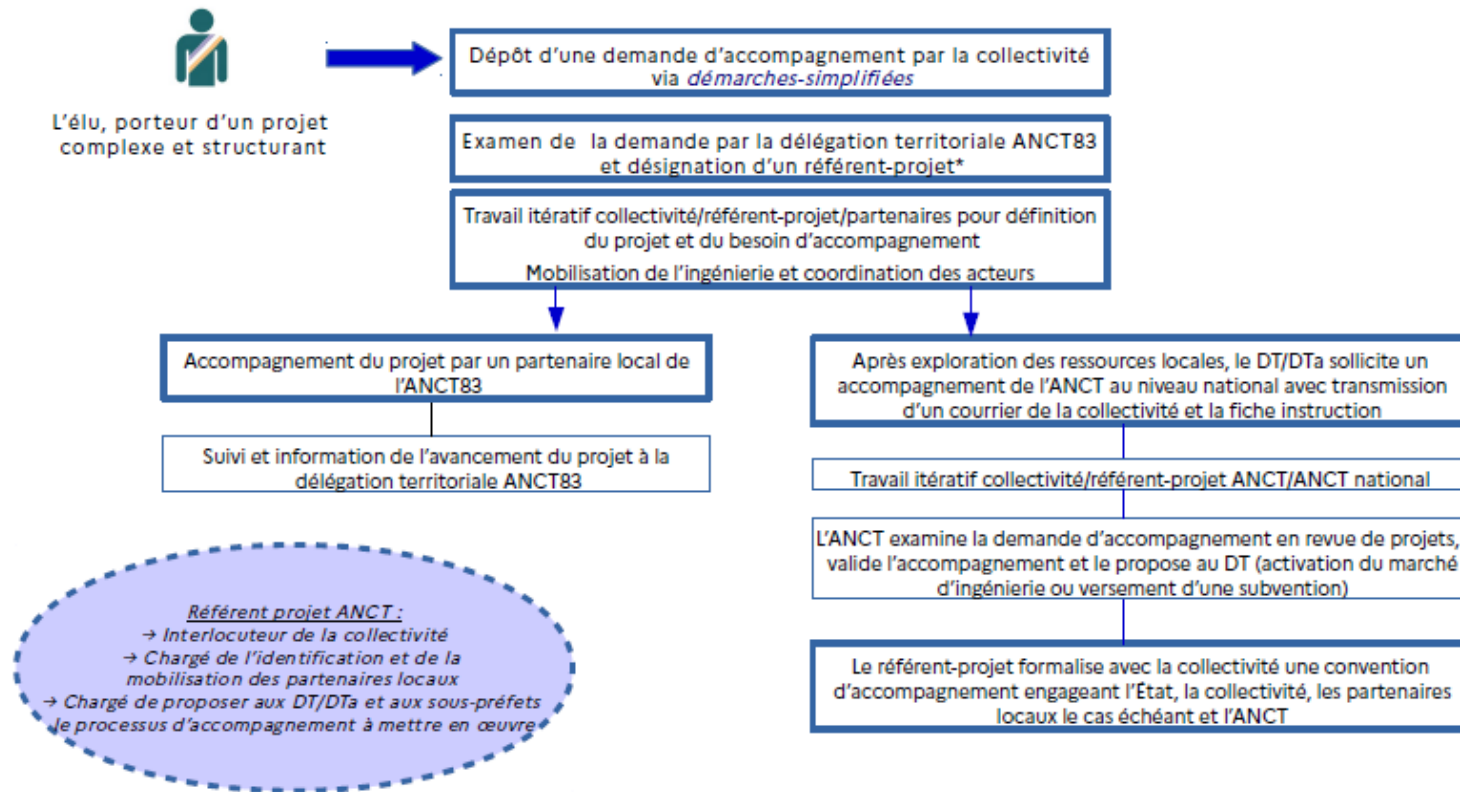 L'élu, porteur d'un projet
complexe et structurant
Dépôt d'une demande d'accompagnement par la collectivité
via démarches-simplifiées
Examen de la demande par la délégation territoriale ANCT83
et désignation d'un référent-projet*
Travail itératif collectivité/référent-projet/partenaires pour définition
du projet et du besoin d'accompagnement
Mobilisation de l'ingénierie et coordination des acteurs
Accompagnement du projet par un partenaire local de
l'ANCT83
Suivi et information de l'avancement du projet à la
délégation territoriale ANCT83
Référent projet ANCT :
→ Interlocuteur de la collectivité
→ Chargé de l'identification et de la
mobilisation des partenaires locaux
→ Chargé de proposer aux DT/DTa et aux sous-préfets
le processus d'accompagnement à mettre en œuvre
Après exploration des ressources locales, le DT/DTa sollicite un
accompagnement de l'ANCT au niveau national avec transmission
d'un courrier de la collectivité et la fiche instruction
Travail itératif collectivité/référent-projet ANCT/ANCT national
L'ANCT examine la demande d'accompagnement en revue de projets,
valide l'accompagnement et le propose au DT (activation du marché
d'ingénierie ou versement d'une subvention)
Le référent-projet formalise avec la collectivité une convention
d'accompagnement engageant l'État, la collectivité, les partenaires
locaux le cas échéant et l'ANCT